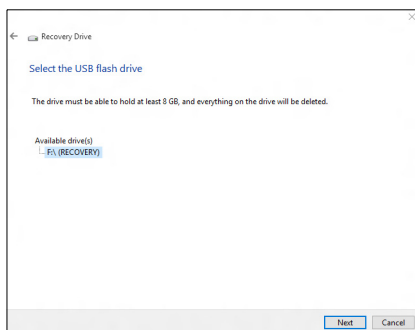 Recovery Drive
Select the USB flash drive
The drive must be able to hold at least 8 GB, and everything on the drive will be deleted.
Available drive(s)
F:\ (RECOVERY)
Next
Cancel